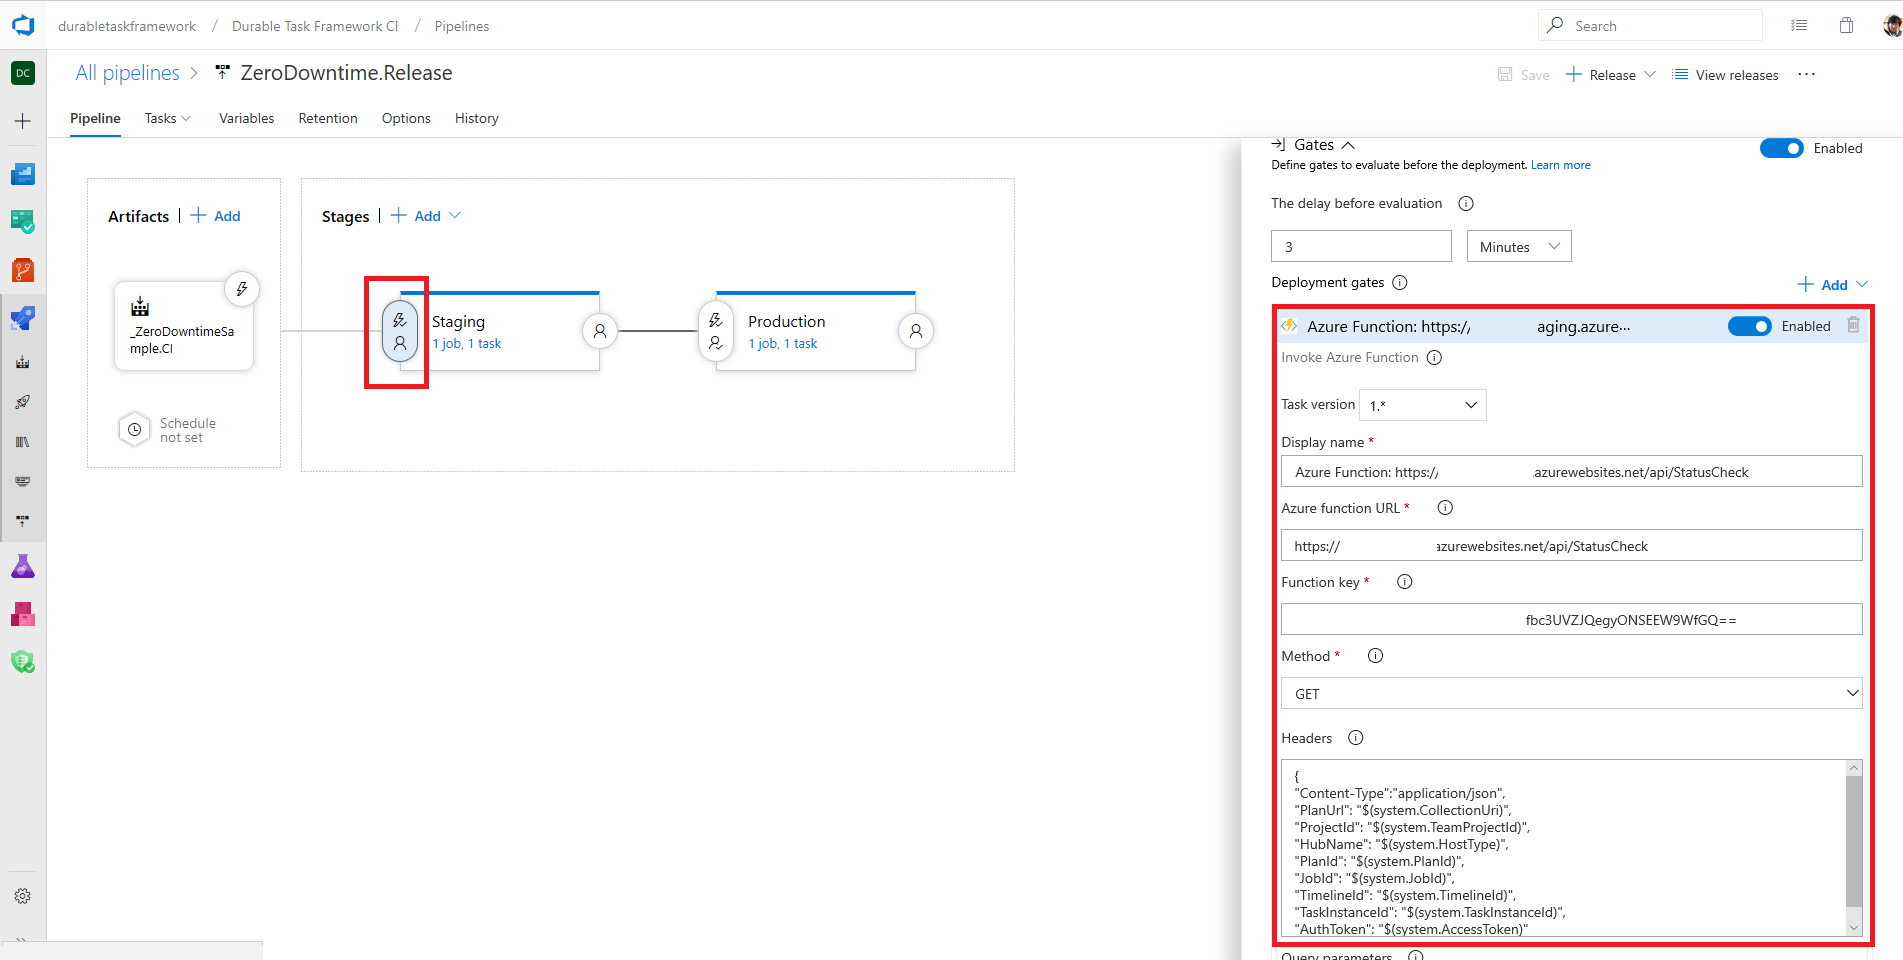 durabletaskframework / Durable Task Framework CI / Pipelines
Search
DC
All pipelines > ZeroDowntime.Release
Save
Release
View releases
Pipeline
Tasks
Variables
Retention
Options
History
Artifacts | + Add
Stages | + Add
_ZeroDowntimeSa
mple.CI
Schedule
not set
Staging
1 job, 1 task
Production
1 job, 1 task
Gates
Enabled
Define gates to evaluate before the deployment. Learn more
The delay before evaluation
3
Minutes
Deployment gates
+ Add
Azure Function: https:/ aging.azure...
Enabled
Invoke Azure Function
Task version
1.*
Display name *
Azure Function: https:// .azurewebsites.net/api/StatusCheck
Azure function URL *
https:// azurewebsites.net/api/StatusCheck
Function key *
fbc3UVZJQegyONSEEW9WfGQ==
Method *
GET
Headers
{
"Content-Type":"application/json",
"PlanUrl": "$(system.CollectionUri)",
"ProjectId": "$(system.TeamProjectId)",
"HubName": "$(system.HostType)",
"PlanId": "$(system.PlanId)",
"JobId": "$(system.JobId)",
"TimelineId": "$(system.TimelineId)",
"TaskInstanceId": "$(system.TaskInstanceId)",
"AuthToken": "$(system.AccessToken)"
Query parameters